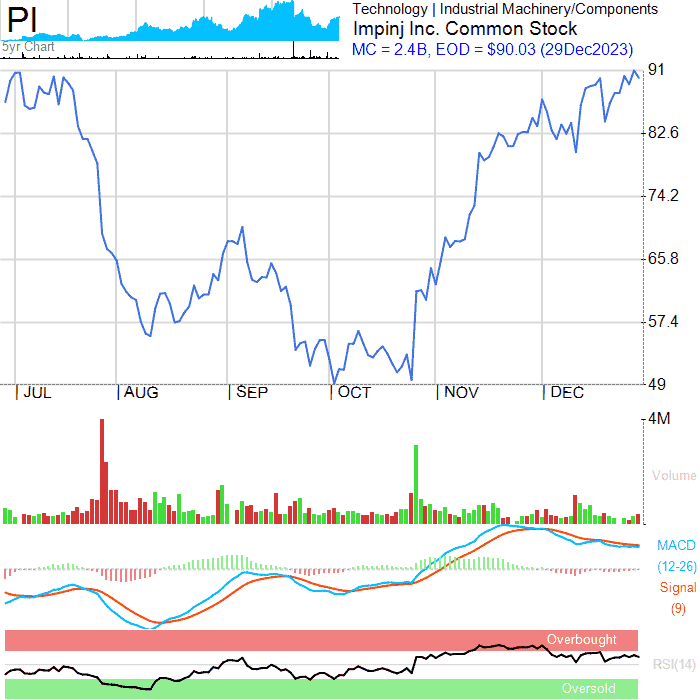 PI
5yr Chart
Technology | Industrial Machinery/Components
Impinj Inc. Common Stock
MC = 2.4B, EOD = $90.03 (29Dec2023)
91
82.6
74.2
65.8
57.4
49
JUL
AUG
SEP
OCT
NOV
DEC
4M
Volume
MACD
(12-26)
Signal
(9)
Overbought
RSI(14)
Oversold